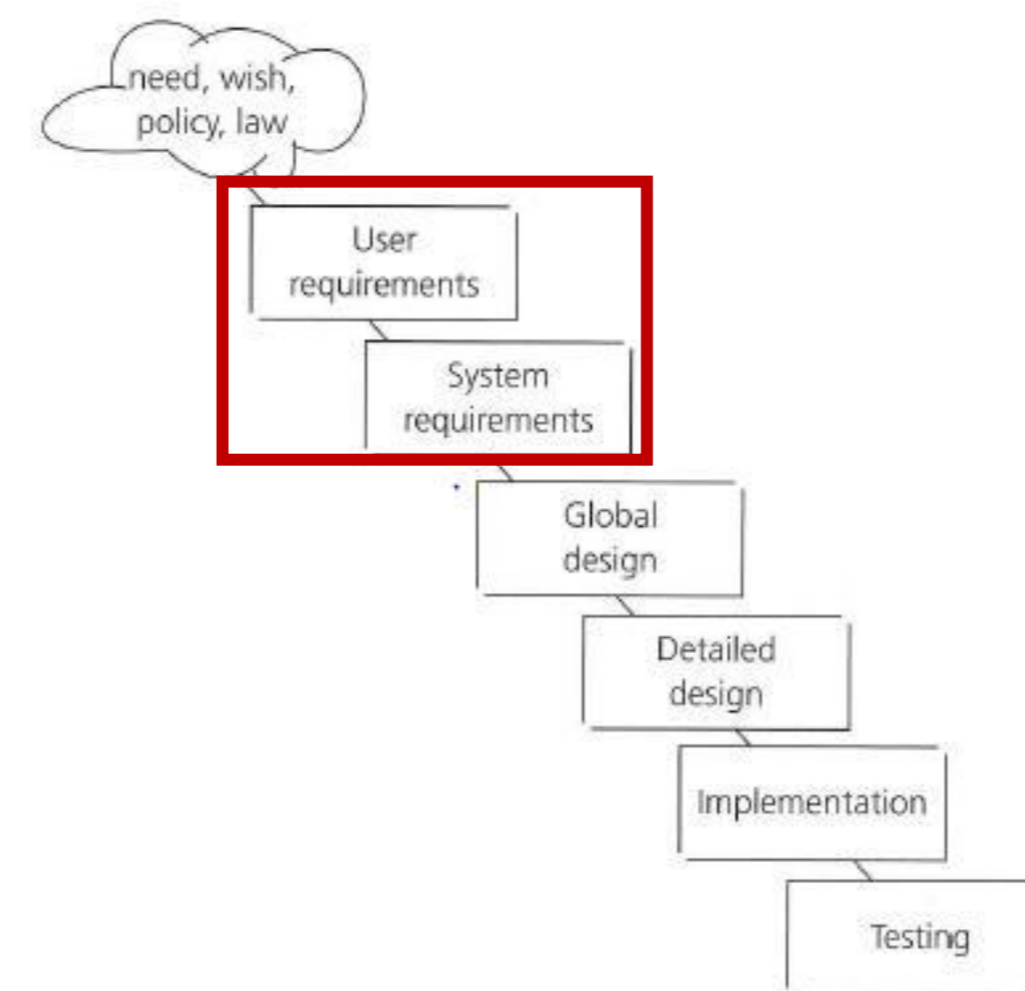 need, wish,
policy, law
User
requirements
System
requirements
Global
design
Detailed
design
Implementation
Testing